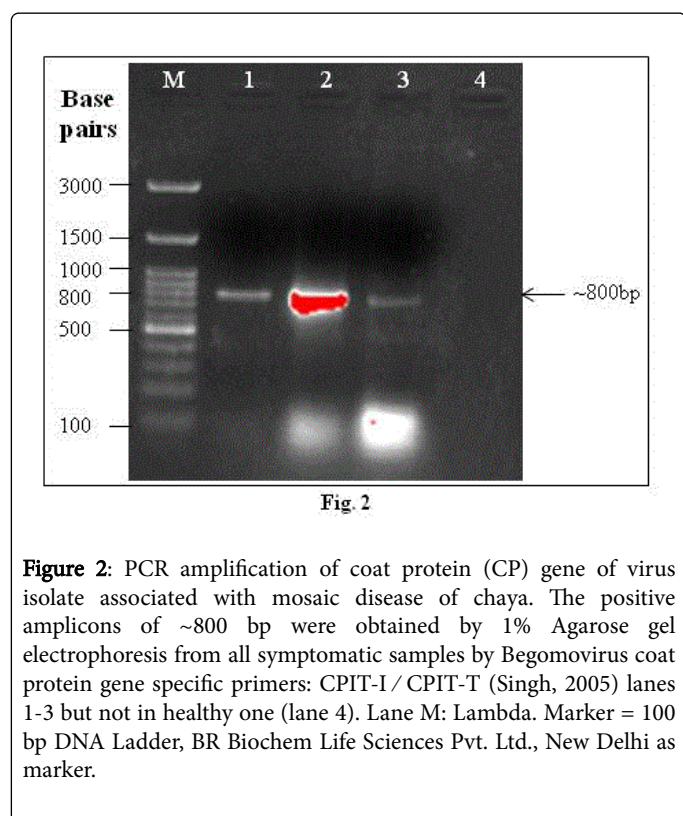 M 1 2 3 4
Base
pairs
3000
1500
1000
800
~800bp
500
100
Fig. 2
Figure 2: PCR amplification of coat protein (CP) gene of virus
isolate associated with mosaic disease of chaya. The positive
amplicons of ~800 bp were obtained by 1% Agarose gel
electrophoresis from all symptomatic samples by Begomovirus coat
protein gene specific primers: CPIT-I / CPIT-T (Singh, 2005) lanes
1-3 but not in healthy one (lane 4). Lane M: Lambda. Marker = 100
bp DNA Ladder, BR Biochem Life Sciences Pvt. Ltd., New Delhi as
marker.